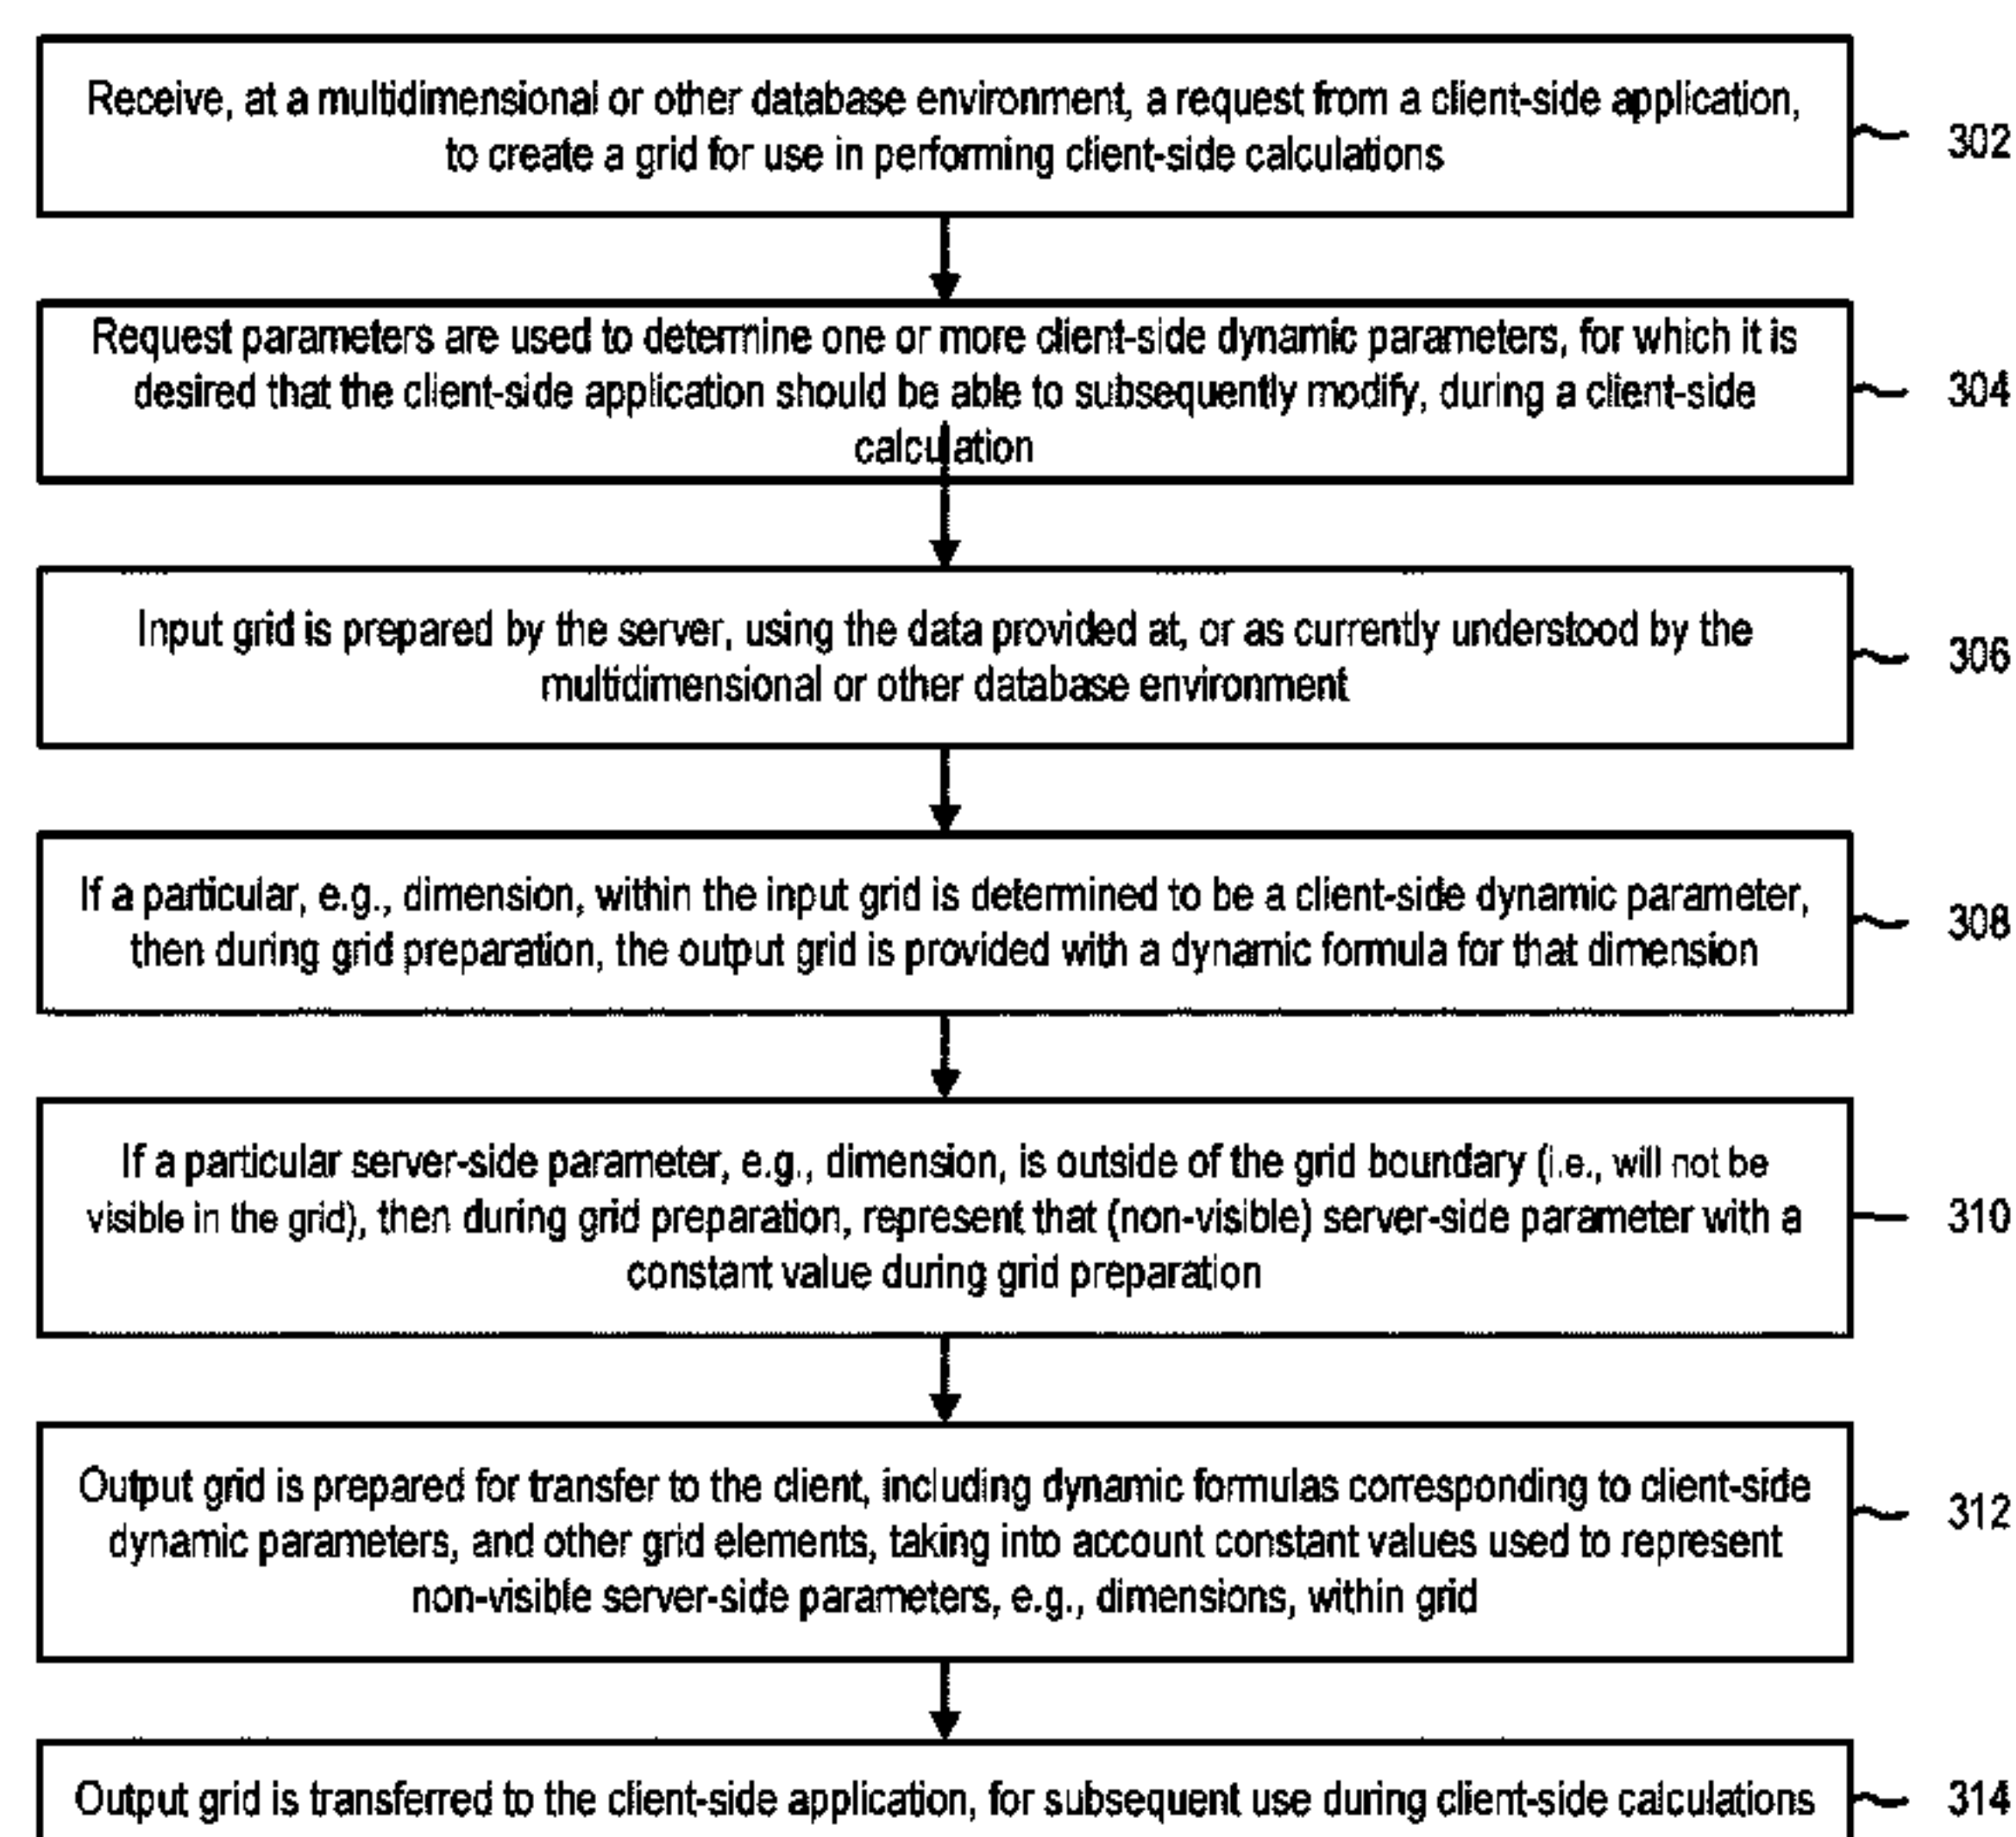 Receive, at a multidimensional or other database environment, a request from a client-side application,
to create a grid for use in performing client-side calculations
302
Request parameters are used to determine one or more client-side dynamic parameters, for which it is
desired that the client-side application should be able to subsequently modify, during a client-side
calculation
304
Input grid is prepared by the server, using the data provided at, or as currently understood by the
multidimensional or other database environment
306
If a particular, e.g., dimension, within the input grid is determined to be a client-side dynamic parameter,
then during grid preparation, the output grid is provided with a dynamic formula for that dimension
308
If a particular server-side parameter, e.g., dimension, is outside of the grid boundary (i.e., will not be
visible in the grid), then during grid preparation, represent that (non-visible) server-side parameter with a
constant value during grid preparation
310
Output grid is prepared for transfer to the client, including dynamic formulas corresponding to client-side
dynamic parameters, and other grid elements, taking into account constant values used to represent
non-visible server-side parameters, e.g., dimensions, within grid
312
Output grid is transferred to the client-side application, for subsequent use during client-side calculations
314